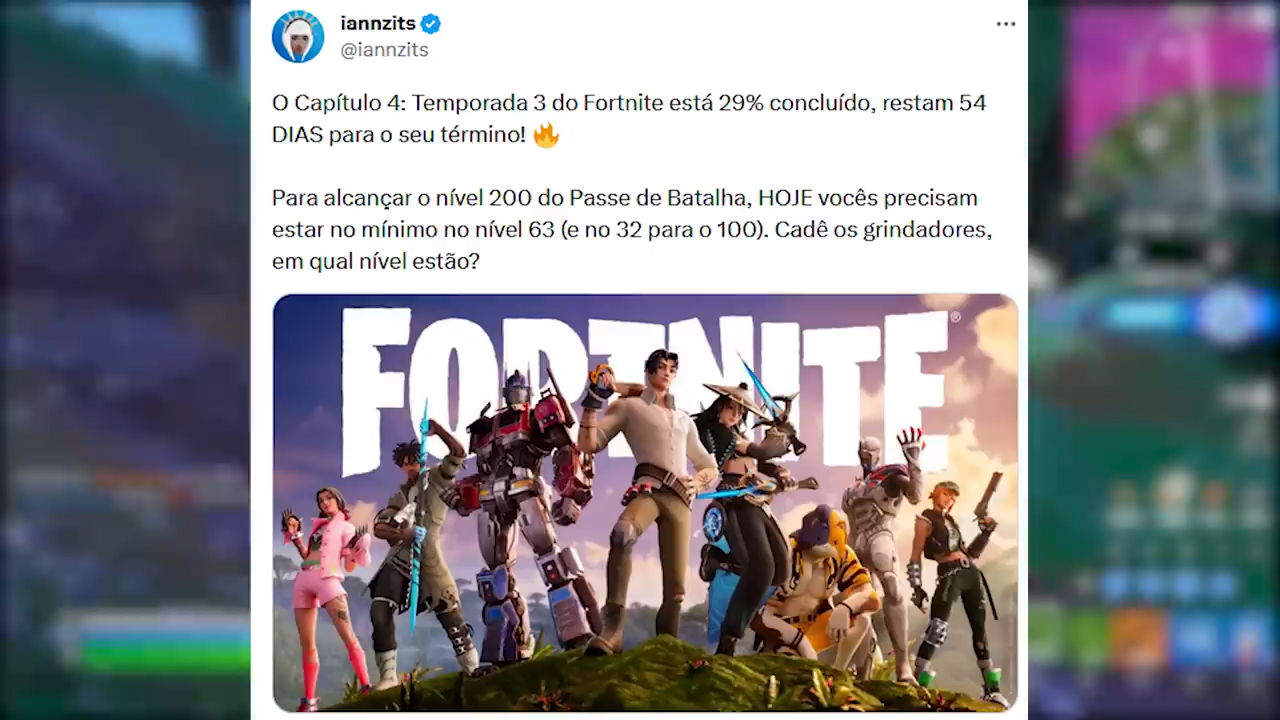 iannzits
@iannzits
O Capítulo 4: Temporada 3 do Fortnite está 29% concluído, restam 54
DIAS para o seu término! 🔥
Para alcançar o nível 200 do Passe de Batalha, HOJE vocês precisam
estar no mínimo no nível 63 (e no 32 para o 100). Cadê os grindadores,
em qual nível estão?
FORTNITE®